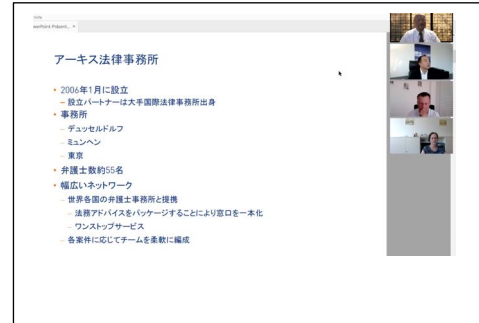 アーキス法律事務所
• 2006年1月に設立
– 設立パートナーは大手国際法律事務所出身
• 事務所
– デュッセルドルフ
– ミュンヘン
– 東京
• 弁護士数約55名
• 幅広いネットワーク
– 世界各国の弁護士事務所と提携
– 法務アドバイスをパッケージすることにより窓口を一本化
– ワンストップサービス
– 各案件に応じてチームを柔軟に編成